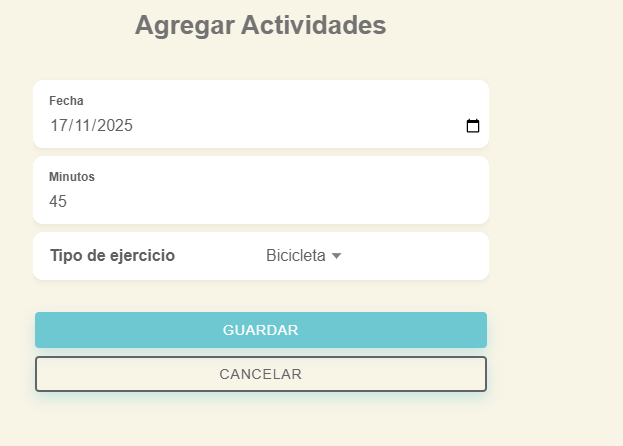 Agregar Actividades
Fecha
17/11/2025
Minutos
45
Tipo de ejercicio Bicicleta
GUARDAR
CANCELAR